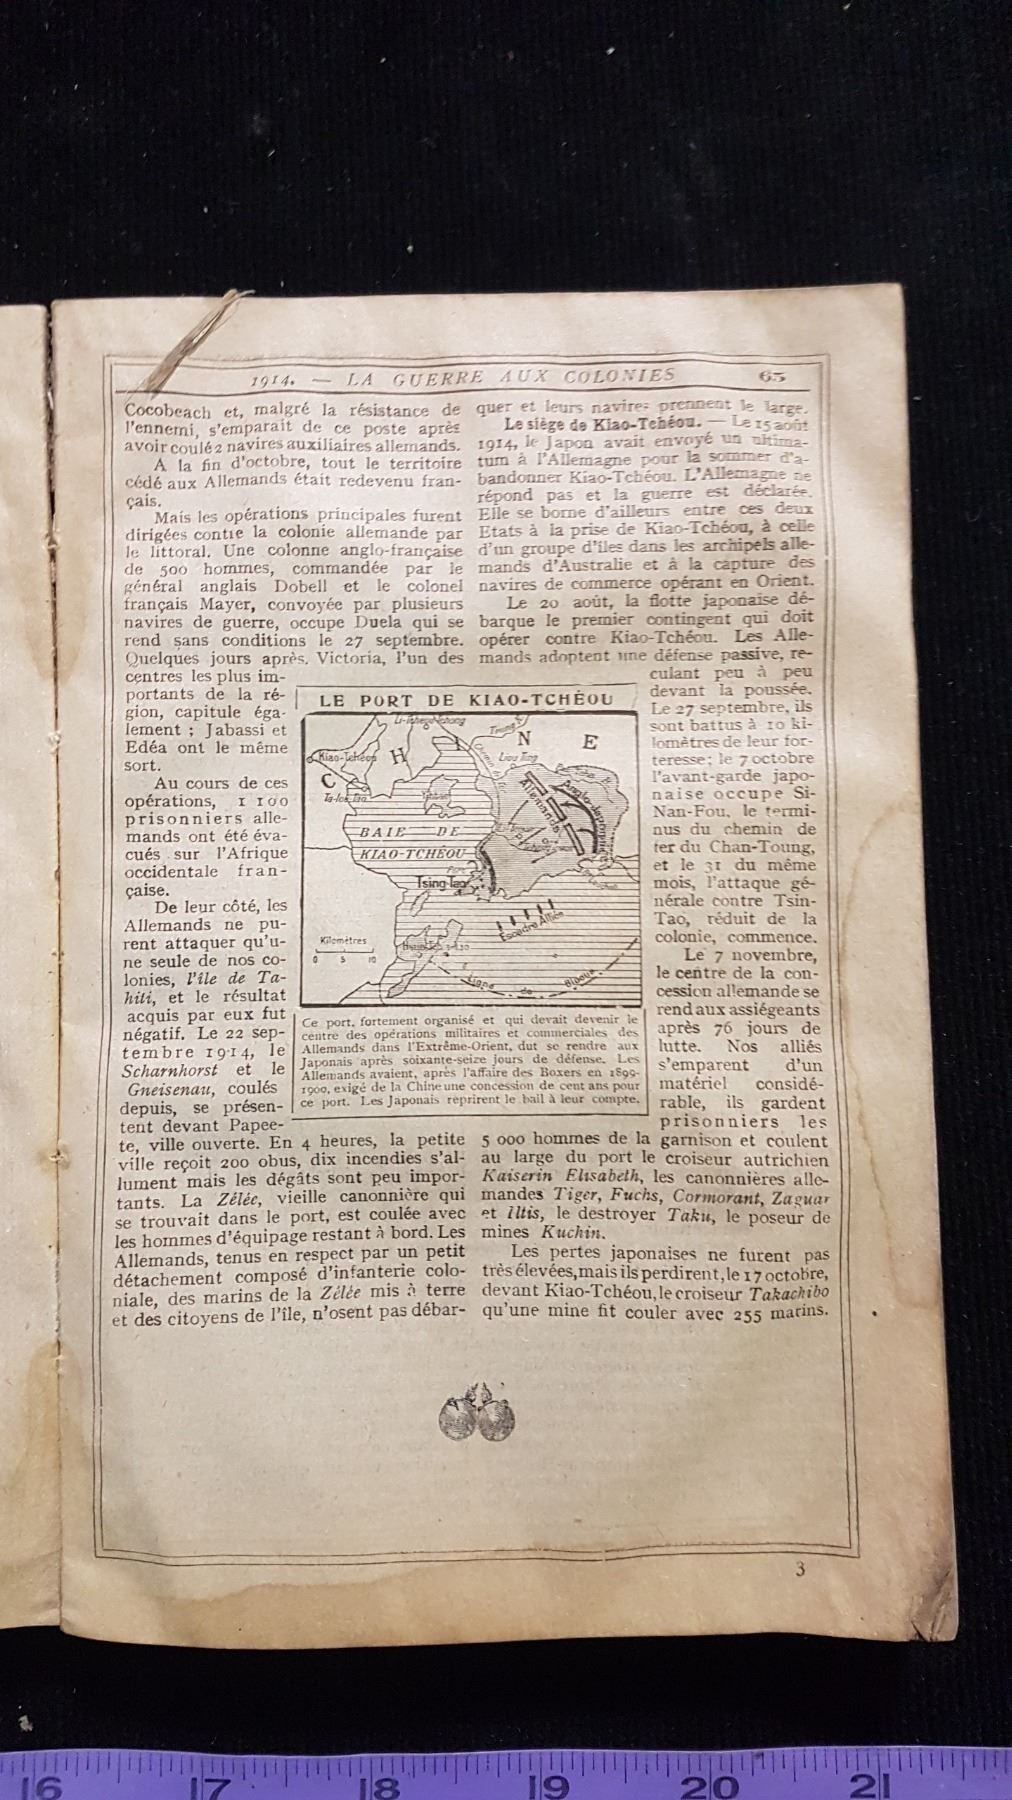 1914. — LA GUERRE AUX COLONIES 65
Cocobeach et, malgré la résistance de
l'ennemi, s'emparait de ce poste après
avoir coulé 2 navires auxiliaires allemands.
A la fin d'octobre, tout le territoire
cédé aux Allemands était redevenu fran-
çais.
Mais les opérations principales furent
dirigées contre la colonie allemande par
le littoral. Une colonne anglo-française
de 500 hommes, commandée par le
général anglais Dobell et le colonel
français Mayer, convoyée par plusieurs
navires de guerre, occupe Duela qui se
rend sans conditions le 27 septembre.
Quelques jours après, Victoria, l'un des
centres les plus im-
portants de la ré-
gion, capitule éga-
lement ; Jabassi et
Edéa ont le même
sort.
Au cours de ces
opérations, 1 100
prisonniers alle-
mands ont été éva-
cués sur l'Afrique
occidentale fran-
çaise.
De leur côté, les
Allemands ne pu-
rent attaquer qu'u-
ne seule de nos co-
lonies, l'île de Ta-
hiti, et le résultat
acquis par eux fut
négatif. Le 22 sep-
tembre 1914, le
Scharnhorst et le
Gneisenau, coulés
depuis, se présen-
tent devant Papee-
te, ville ouverte. En 4 heures, la petite
ville reçoit 200 obus, dix incendies s'al-
lument mais les dégâts sont peu impor-
tants. La Zélée, vieille canonnière qui
se trouvait dans le port, est coulée avec
les hommes d'équipage restant à bord. Les
Allemands, tenus en respect par un petit
détachement composé d'infanterie colo-
niale, des marins de la Zélée mis à terre
et des citoyens de l'île, n'osent pas débar-
quer et leurs navires prennent le large.
Le siège de Kiao-Tchéou. — Le 15 août
1914, le Japon avait envoyé un ultima-
tum à l'Allemagne pour la sommer d'a-
bandonner Kiao-Tchéou. L'Allemagne ne
répond pas et la guerre est déclarée.
Elle se borne d'ailleurs entre ces deux
Etats à la prise de Kiao-Tchéou, à celle
d'un groupe d'îles dans les archipels alle-
mands d'Australie et à la capture des
navires de commerce opérant en Orient.
Le 20 août, la flotte japonaise dé-
barque le premier contingent qui doit
opérer contre Kiao-Tchéou. Les Alle-
mands adoptent une défense passive, re-
culant peu à peu
devant la poussée.
Le 27 septembre, ils
sont battus à 10 ki-
lomètres de leur for-
teresse; le 7 octobre
l'avant-garde japo-
naise occupe Si-
Nan-Fou, le termi-
nus du chemin de
fer du Chan-Toung,
et le 31 du même
mois, l'attaque gé-
nérale contre Tsin-
Tao, réduit de la
colonie, commence.
Le 7 novembre,
le centre de la con-
cession allemande se
rend aux assiégeants
après 76 jours de
lutte. Nos alliés
s'emparent d'un
matériel considé-
rable, ils gardent
prisonniers les
5 000 hommes de la garnison et coulent
au large du port le croiseur autrichien
Kaiserin Elisabeth, les canonnières alle-
mandes Tiger, Fuchs, Cormorant, Zaguar
et Iltis, le destroyer Taku, le poseur de
mines Kuchin.
Les pertes japonaises ne furent pas
très élevées, mais ils perdirent, le 17 octobre,
devant Kiao-Tchéou, le croiseur Takachibo
qu'une mine fit couler avec 255 marins.
LE PORT DE KIAO-TCHÉOU
CHINE
Kiao-Tchéou
Liou Ting
BAIE DE
KIAO-TCHÉOU
Tsing-Tao
Allemands
Anglo-Japonais
Escadre Alliée
Ligne de Blocus
Kilomètres
0 5 10
Ce port, fortement organisé et qui devait devenir le
centre des opérations militaires et commerciales des
Allemands dans l'Extrême-Orient, dut se rendre aux
Japonais après soixante-seize jours de défense. Les
Allemands avaient, après l'affaire des Boxers en 1899-
1900, exigé de la Chine une concession de cent ans pour
ce port. Les Japonais reprirent le bail à leur compte.
3
16 17 18 19 20 21